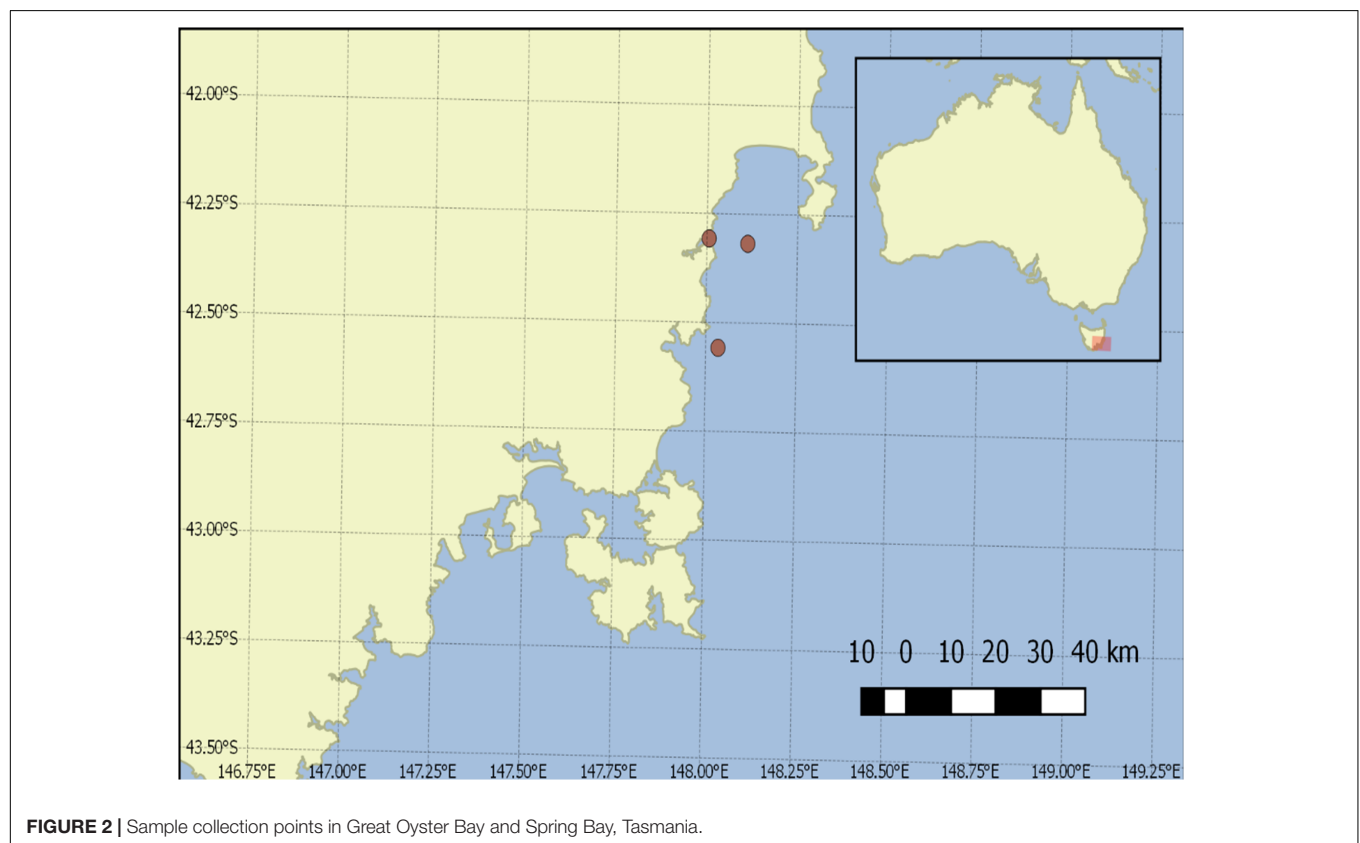 42.00°S
42.25°S
42.50°S
42.75°S
43.00°S
43.25°S
43.50°S
10 0 10 20 30 40 km
146.75°E 147.00°E 147.25°E 147.50°E 147.75°E 148.00°E 148.25°E 148.50°E 148.75°E 149.00°E 149.25°E
FIGURE 2 | Sample collection points in Great Oyster Bay and Spring Bay, Tasmania.